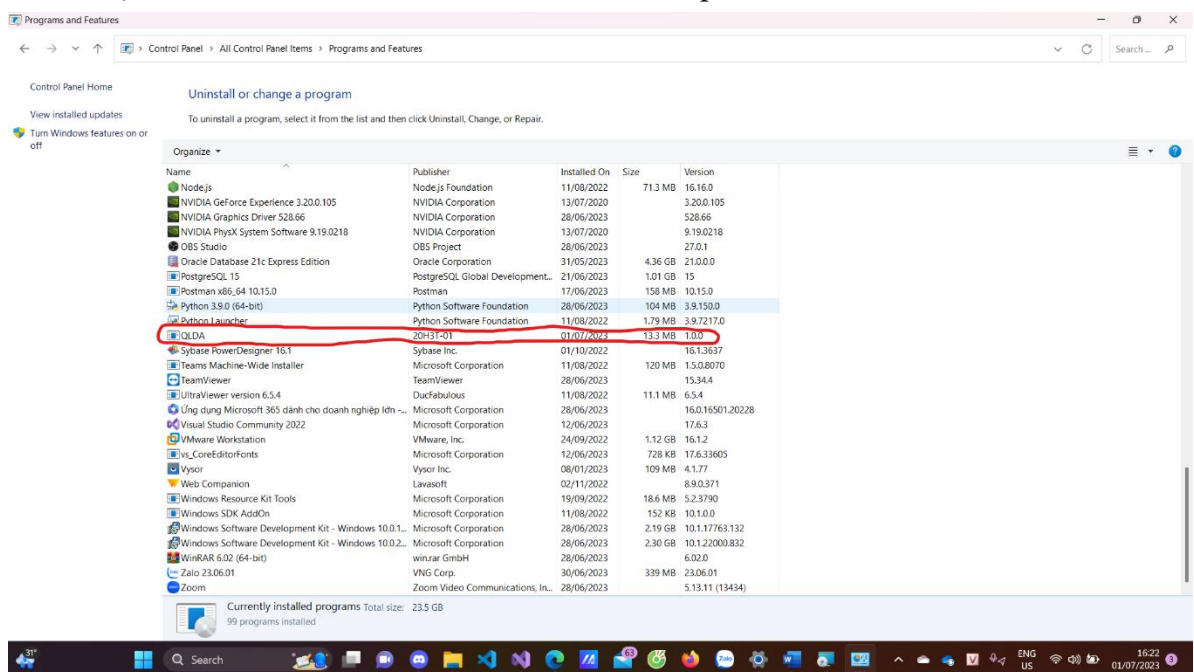 Programs and Features
Control Panel > All Control Panel Items > Programs and Features
Search ...
Control Panel Home
View installed updates
Turn Windows features on or
off
Uninstall or change a program
To uninstall a program, select it from the list and then click Uninstall, Change, or Repair.
Organize
Name Publisher Installed On Size Version
Node.js Node.js Foundation 11/08/2022 71.3 MB 16.16.0
NVIDIA GeForce Experience 3.20.0.105 NVIDIA Corporation 13/07/2020 3.20.0.105
NVIDIA Graphics Driver 528.66 NVIDIA Corporation 28/06/2023 528.66
NVIDIA PhysX System Software 9.19.0218 NVIDIA Corporation 13/07/2020 9.19.0218
OBS Studio OBS Project 28/06/2023 27.0.1
Oracle Database 21c Express Edition Oracle Corporation 31/05/2023 4.36 GB 21.0.0.0
PostgreSQL 15 PostgreSQL Global Development... 21/06/2023 1.01 GB 15
Postman x86_64 10.15.0 Postman 17/06/2023 158 MB 10.15.0
Python 3.9.0 (64-bit) Python Software Foundation 28/06/2023 104 MB 3.9.150.0
Python Launcher Python Software Foundation 11/08/2022 1.79 MB 3.9.7217.0
QLDA 20H3T-01 01/07/2023 13.3 MB 1.0.0
Sybase PowerDesigner 16.1 Sybase Inc. 01/10/2022 16.1.3637
Teams Machine-Wide Installer Microsoft Corporation 11/08/2022 120 MB 1.5.0.8070
TeamViewer TeamViewer 28/06/2023 15.34.4
UltraViewer version 6.5.4 DucFabulous 11/08/2022 11.1 MB 6.5.4
Ứng dụng Microsoft 365 dành cho doanh nghiệp lớn -... Microsoft Corporation 28/06/2023 16.0.16501.20228
Visual Studio Community 2022 Microsoft Corporation 12/06/2023 17.6.3
VMware Workstation VMware, Inc. 24/09/2022 1.12 GB 16.1.2
vs_CoreEditorFonts Microsoft Corporation 12/06/2023 728 KB 17.6.33605
Vysor Vysor Inc. 08/01/2023 109 MB 4.1.77
Web Companion Lavasoft 02/11/2022 8.9.0.371
Windows Resource Kit Tools Microsoft Corporation 19/09/2022 18.6 MB 5.2.3790
Windows SDK AddOn Microsoft Corporation 11/08/2022 152 KB 10.1.0.0
Windows Software Development Kit - Windows 10.0.1... Microsoft Corporation 28/06/2023 2.19 GB 10.1.17763.132
Windows Software Development Kit - Windows 10.0.2... Microsoft Corporation 28/06/2023 2.30 GB 10.1.22000.832
WinRAR 6.02 (64-bit) win.rar GmbH 28/06/2023 6.02.0
Zalo 23.06.01 VNG Corp. 30/06/2023 339 MB 23.06.01
Zoom Zoom Video Communications, In... 28/06/2023 5.13.11 (13434)
Currently installed programs Total size: 23.5 GB
99 programs installed
31°
Search
63
Zalo
ENG
US
16:22
01/07/2023
3